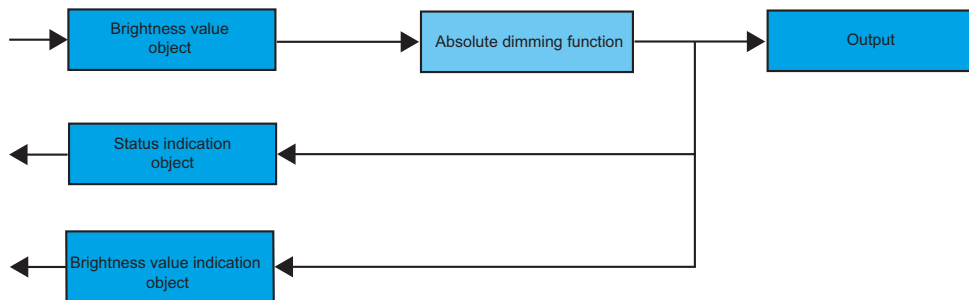 Brightness value
object
Absolute dimming function
Output
Status indication
object
Brightness value indication
object